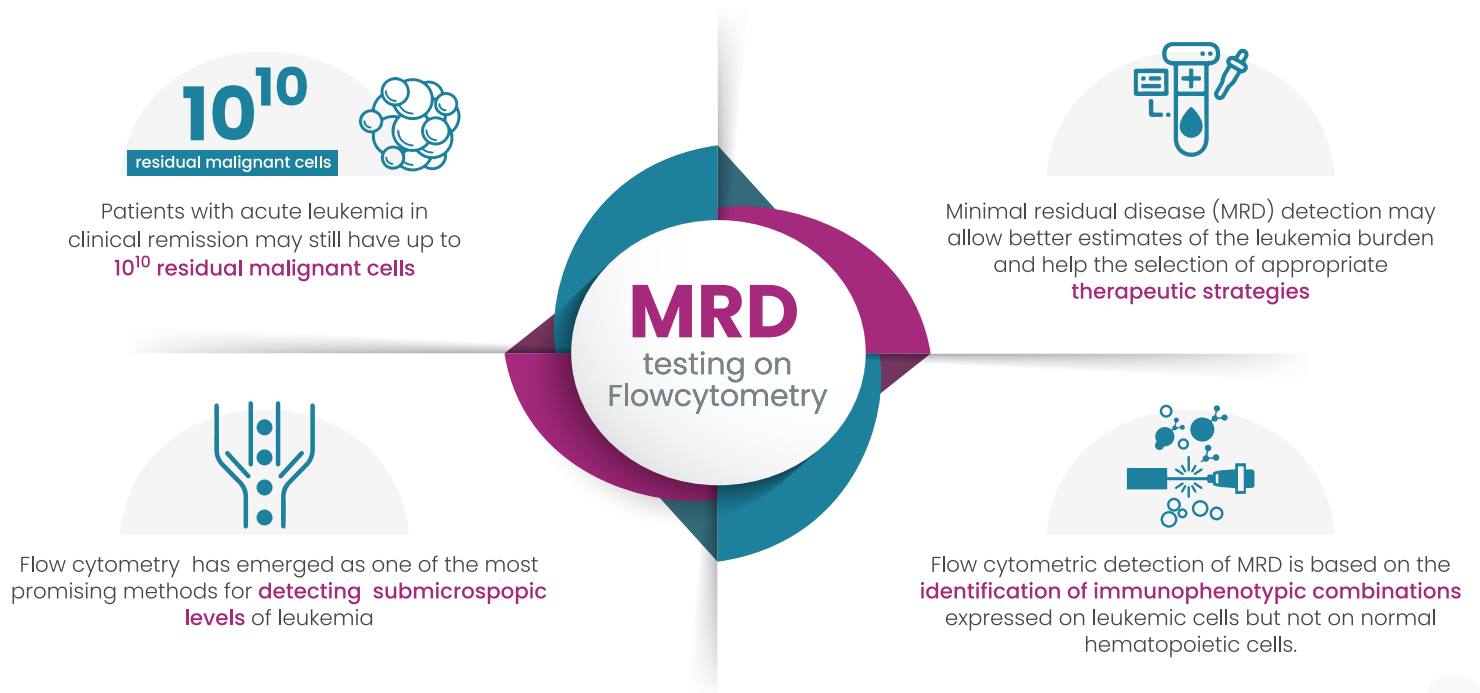 10¹⁰
residual malignant cells
Patients with acute leukemia in
clinical remission may still have up to
10¹⁰ residual malignant cells
Minimal residual disease (MRD) detection may
allow better estimates of the leukemia burden
and help the selection of appropriate
therapeutic strategies
MRD
testing on
Flowcytometry
Flow cytometry has emerged as one of the most
promising methods for detecting submicrospopic
levels of leukemia
Flow cytometric detection of MRD is based on the
identification of immunophenotypic combinations
expressed on leukemic cells but not on normal
hematopoietic cells.